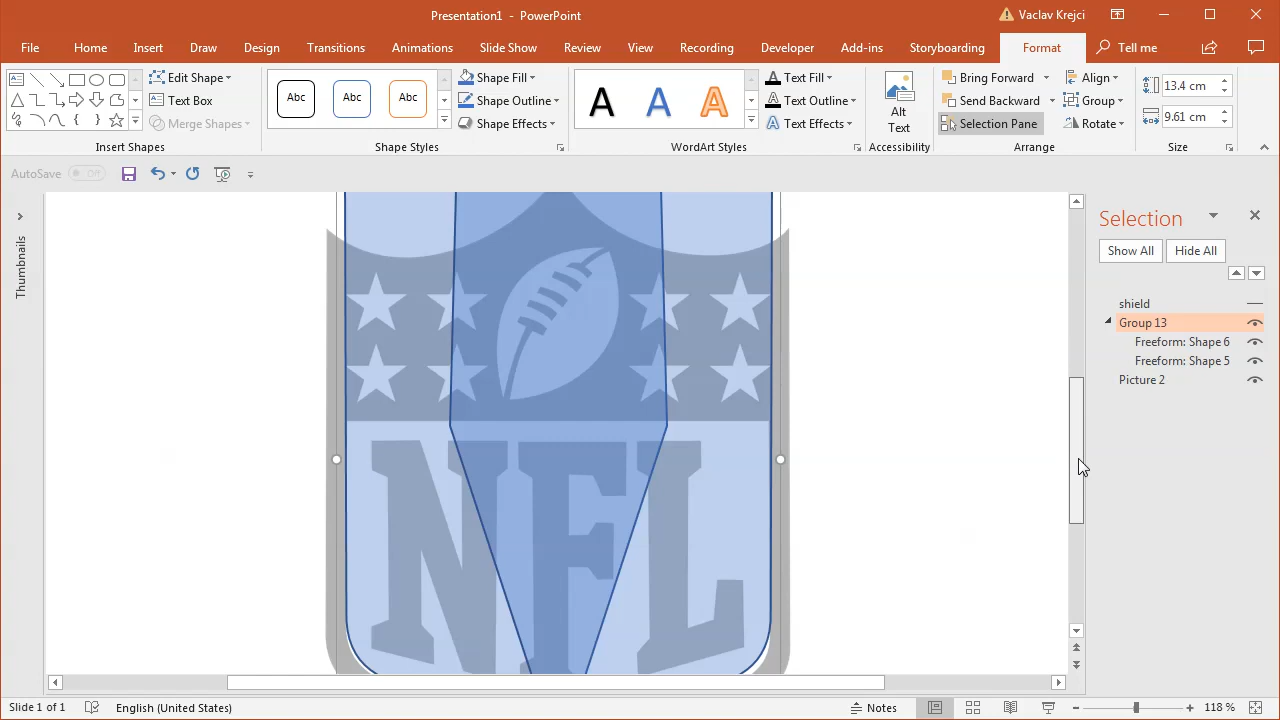 Presentation1 - PowerPoint
Vaclav Krejci
File Home Insert Draw Design Transitions Animations Slide Show Review View Recording Developer Add-ins Storyboarding Format Tell me
Edit Shape
Text Box
Merge Shapes
Insert Shapes
Abc Abc Abc
Shape Fill
Shape Outline
Shape Effects
Shape Styles
A A A
Text Fill
Text Outline
Text Effects
WordArt Styles
Alt
Text
Accessibility
Bring Forward
Send Backward
Selection Pane
Align
Group
Rotate
Arrange
13.4 cm
9.61 cm
Size
AutoSave Off
Thumbnails
NFL
Selection
Show All Hide All
shield
Group 13
Freeform: Shape 6
Freeform: Shape 5
Picture 2
Slide 1 of 1 English (United States) Notes 118 %